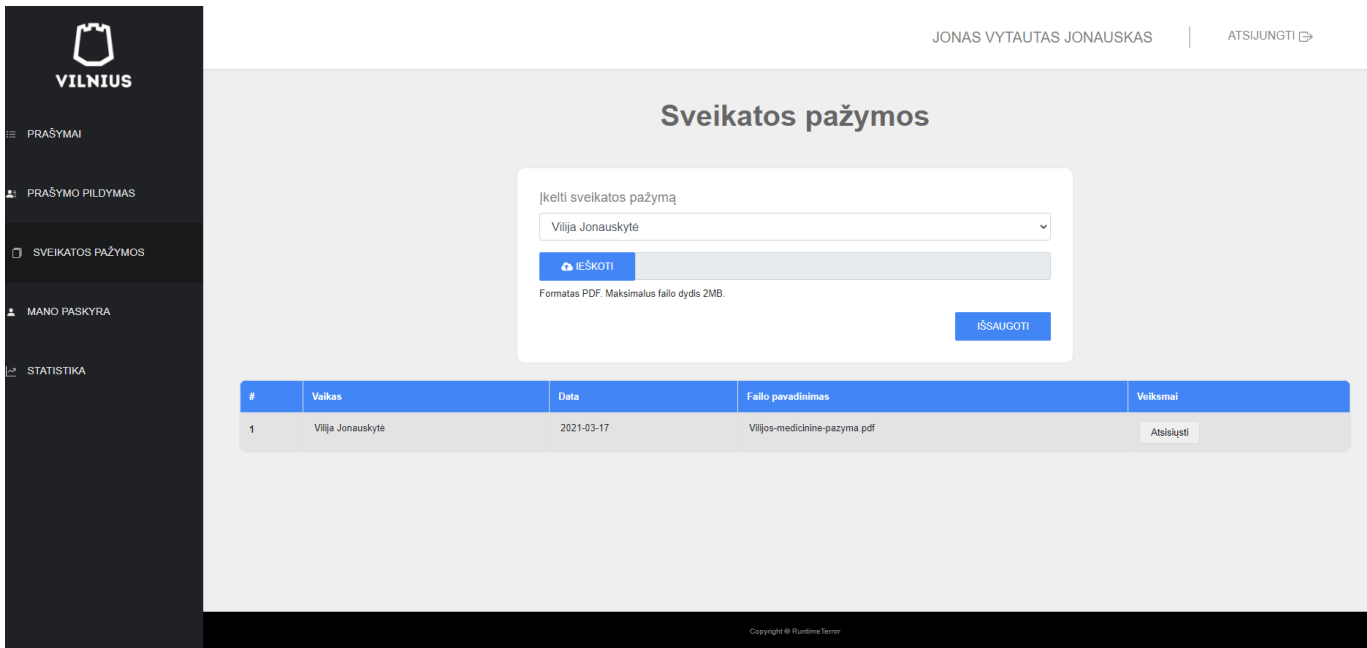 VILNIUS
PRAŠYMAI
PRAŠYMO PILDYMAS
SVEIKATOS PAŽYMOS
MANO PASKYRA
STATISTIKA
JONAS VYTAUTAS JONAUSKAS
ATSIJUNGTI
Sveikatos pažymos
Įkelti sveikatos pažymą
Vilija Jonauskytė
IEŠKOTI
Formatas PDF. Maksimalus failo dydis 2MB.
IŠSAUGOTI
# Vaikas Data Failo pavadinimas Veiksmai
1 Vilija Jonauskytė 2021-03-17 Vilijos-medicinine-pazyma.pdf Atsisiųsti
Copyright © RuntimeTerror